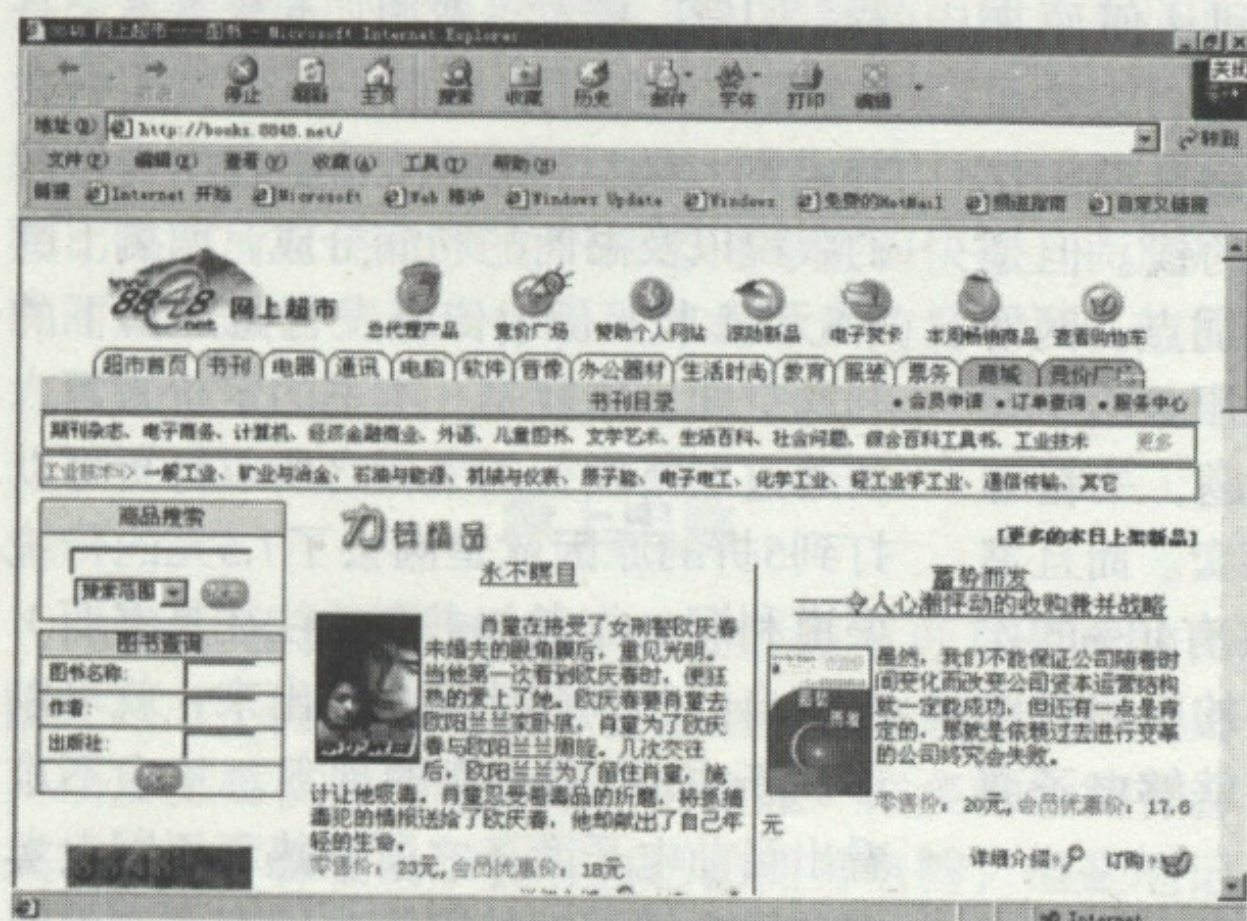 8848 网上超市——图书 - Microsoft Internet Explorer
停止 主页 搜索 收藏 历史 邮件 字体 打印 编辑
关闭
地址(D) http://books.8848.net/ 转到
文件(F) 编辑(E) 查看(V) 收藏(A) 工具(T) 帮助(H)
链接 Internet 开始 Microsoft Web 精冲 Windows Update Windows 免费的HotMail 频道指南 自定义链接
www.8848.net 网上超市
总代理产品 竞价广场 赞助个人网站 滚动新品 电子贺卡 本周畅销商品 查看购物车
超市首页 书刊 电器 通讯 电脑 软件 音像 办公器材 生活时尚 教育 服装 票务 商城 竞价广场
书刊目录 • 会员申请 • 订单查询 • 服务中心
期刊杂志、电子商务、计算机、经济金融商业、外语、儿童图书、文学艺术、生活百科、社会问题、综合百科工具书、工业技术 更多
工业技术>> 一般工业、矿业与冶金、石油与能源、机械与仪表、原子能、电子电工、化学工业、轻工业手工业、通信传输、其它
商品搜索
搜索范围
图书查询
图书名称:
作者:
出版社:
力荐精品
[更多的本日上架新品]
永不瞑目
肖童在接受了女刑警欧庆春
未婚夫的眼角膜后，重见光明。
当他第一次看到欧庆春时，便狂
热的爱上了她。欧庆春要肖童去
欧阳兰兰家卧底，肖童为了欧庆
春与欧阳兰兰周旋。几次交往
后，欧阳兰兰为了留住肖童，施
计让他吸毒。肖童忍受着毒品的折磨，将抓捕
毒犯的情报送给了欧庆春，他却献出了自己年
轻的生命。
零售价：23元,会员优惠价：18元
蓄势而发
——令人心潮浮动的收购兼并战略
虽然，我们不能保证公司随着时
间变化而改变公司资本运营结构
就一定能成功，但还有一点是肯
定的，那就是依赖过去进行变革
的公司终究会失败。
零售价：20元,会员优惠价：17.6
元
详细介绍 订购
8848
Internet